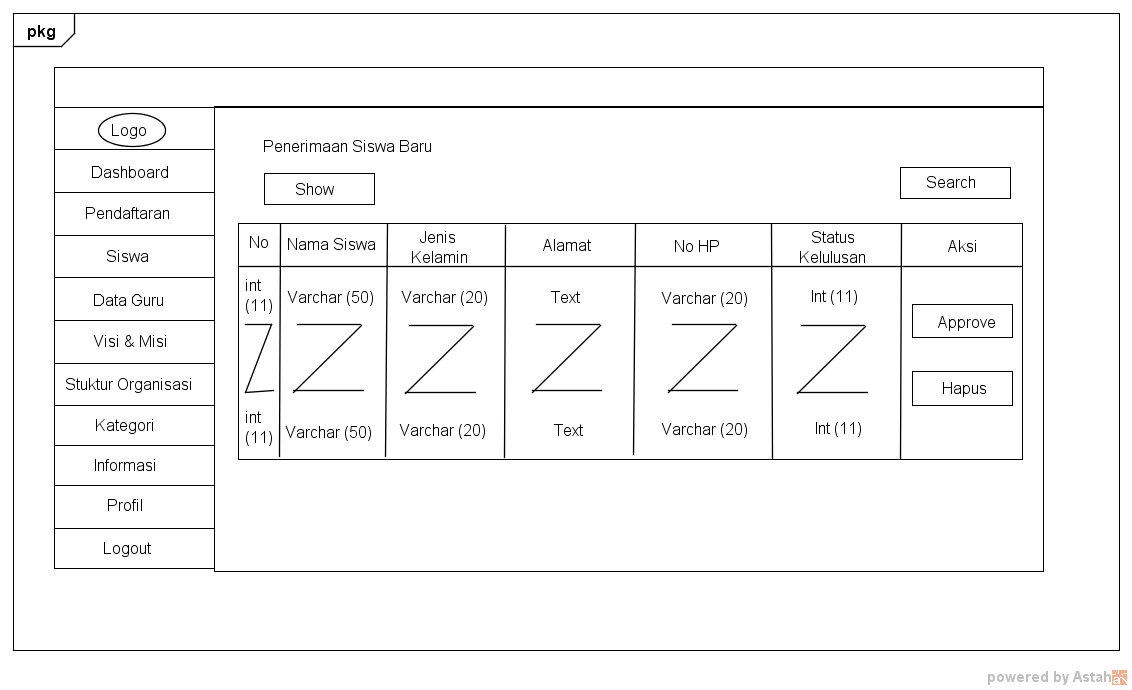 pkg
Logo
Dashboard
Pendaftaran
Siswa
Data Guru
Visi & Misi
Stuktur Organisasi
Kategori
Informasi
Profil
Logout
Penerimaan Siswa Baru
Show
Search
No
Nama Siswa
Jenis
Kelamin
Alamat
No HP
Status
Kelulusan
Aksi
int
(11)
Varchar (50)
Varchar (20)
Text
Varchar (20)
Int (11)
Approve
Hapus
int
(11)
Varchar (50)
Varchar (20)
Text
Varchar (20)
Int (11)
powered by Astah